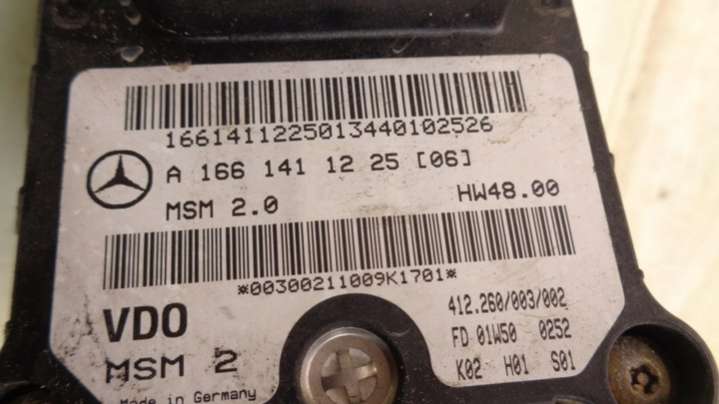 1661411225013440102526
A 166 141 12 25 [06]
MSM 2.0 HW48.00
*00300211009K1701*
VDO 412.260/003/002
FD 01W50 0252
MSM 2 K02 H01 S01
Made in Germany